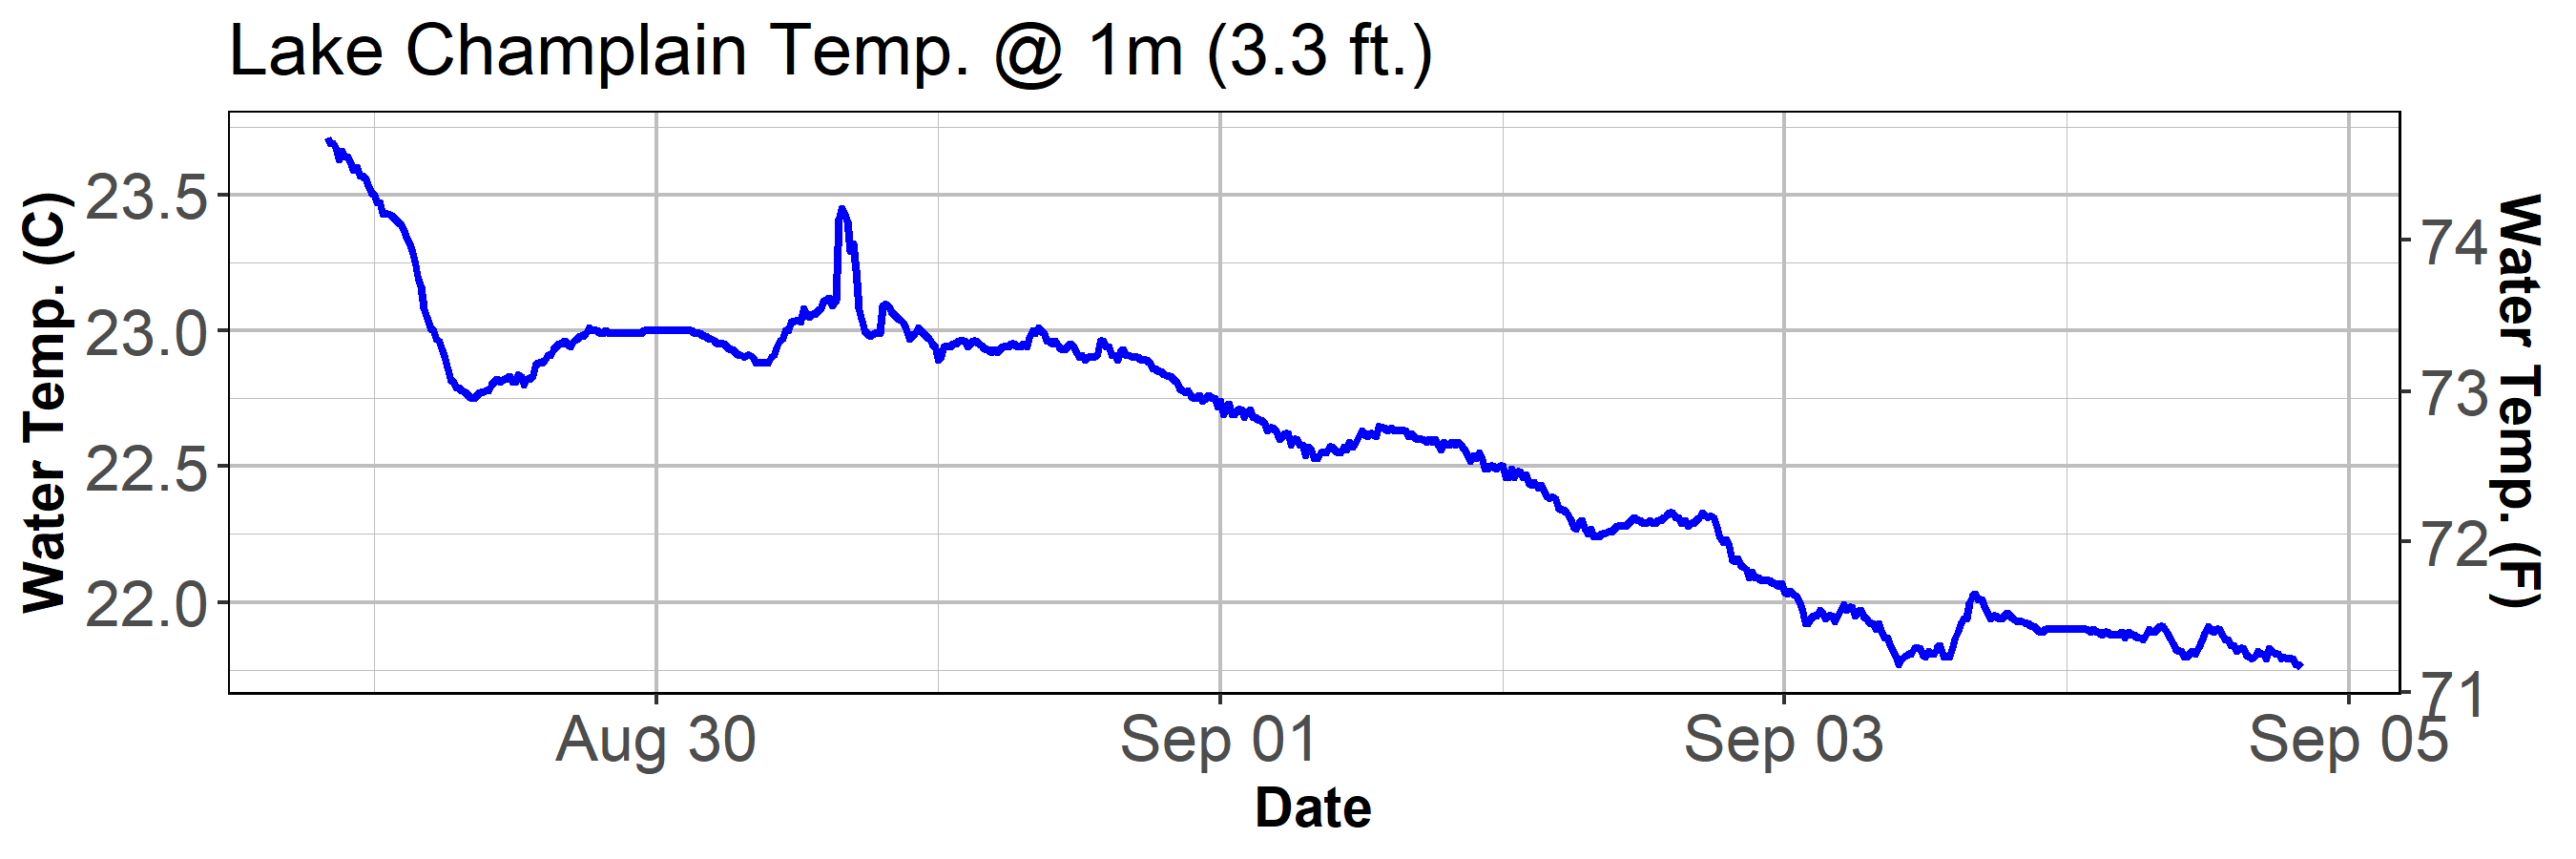 Lake Champlain Temp. @ 1m (3.3 ft.)
Water Temp. (C)
23.5
23.0
22.5
22.0
74
73
72
71
Water Temp. (F)
Aug 30
Sep 01
Sep 03
Sep 05
Date